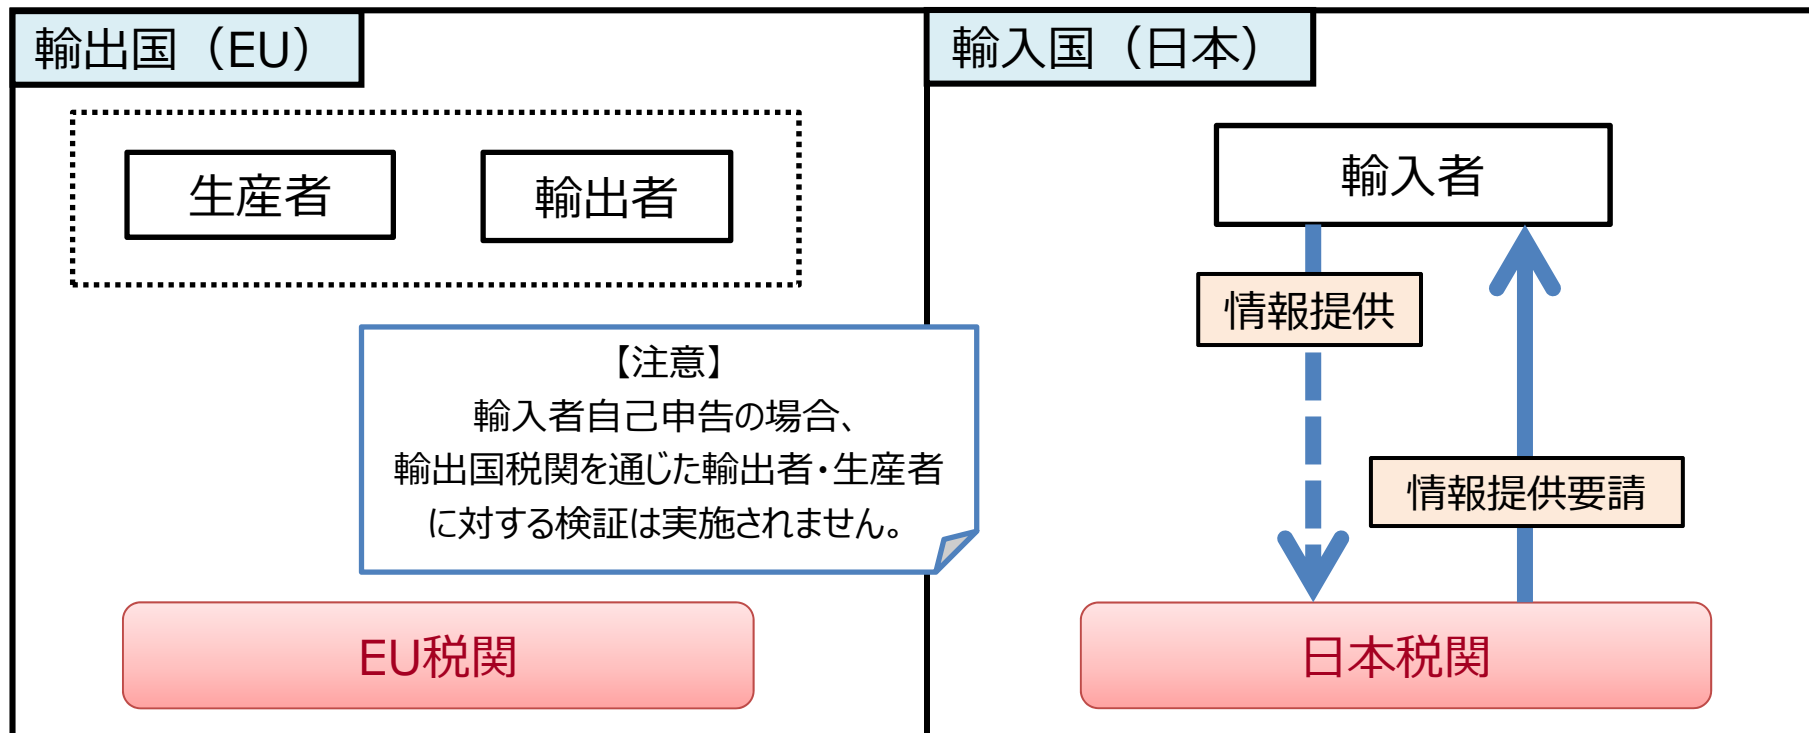 輸出国（EU）
輸入国（日本）
生産者
輸出者
輸入者
情報提供
【注意】
輸入者自己申告の場合、
輸出国税関を通じた輸出者・生産者
に対する検証は実施されません。
情報提供要請
EU税関
日本税関